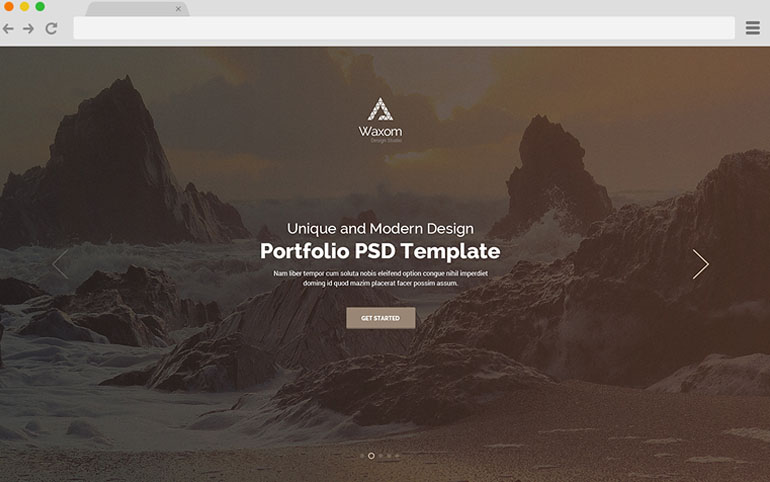 Waxom
Design Studio
Unique and Modern Design
Portfolio PSD Template
Nam liber tempor cum soluta nobis eleifend option congue nihil imperdiet
doming id quod mazim placerat facer possim assum.
GET STARTED